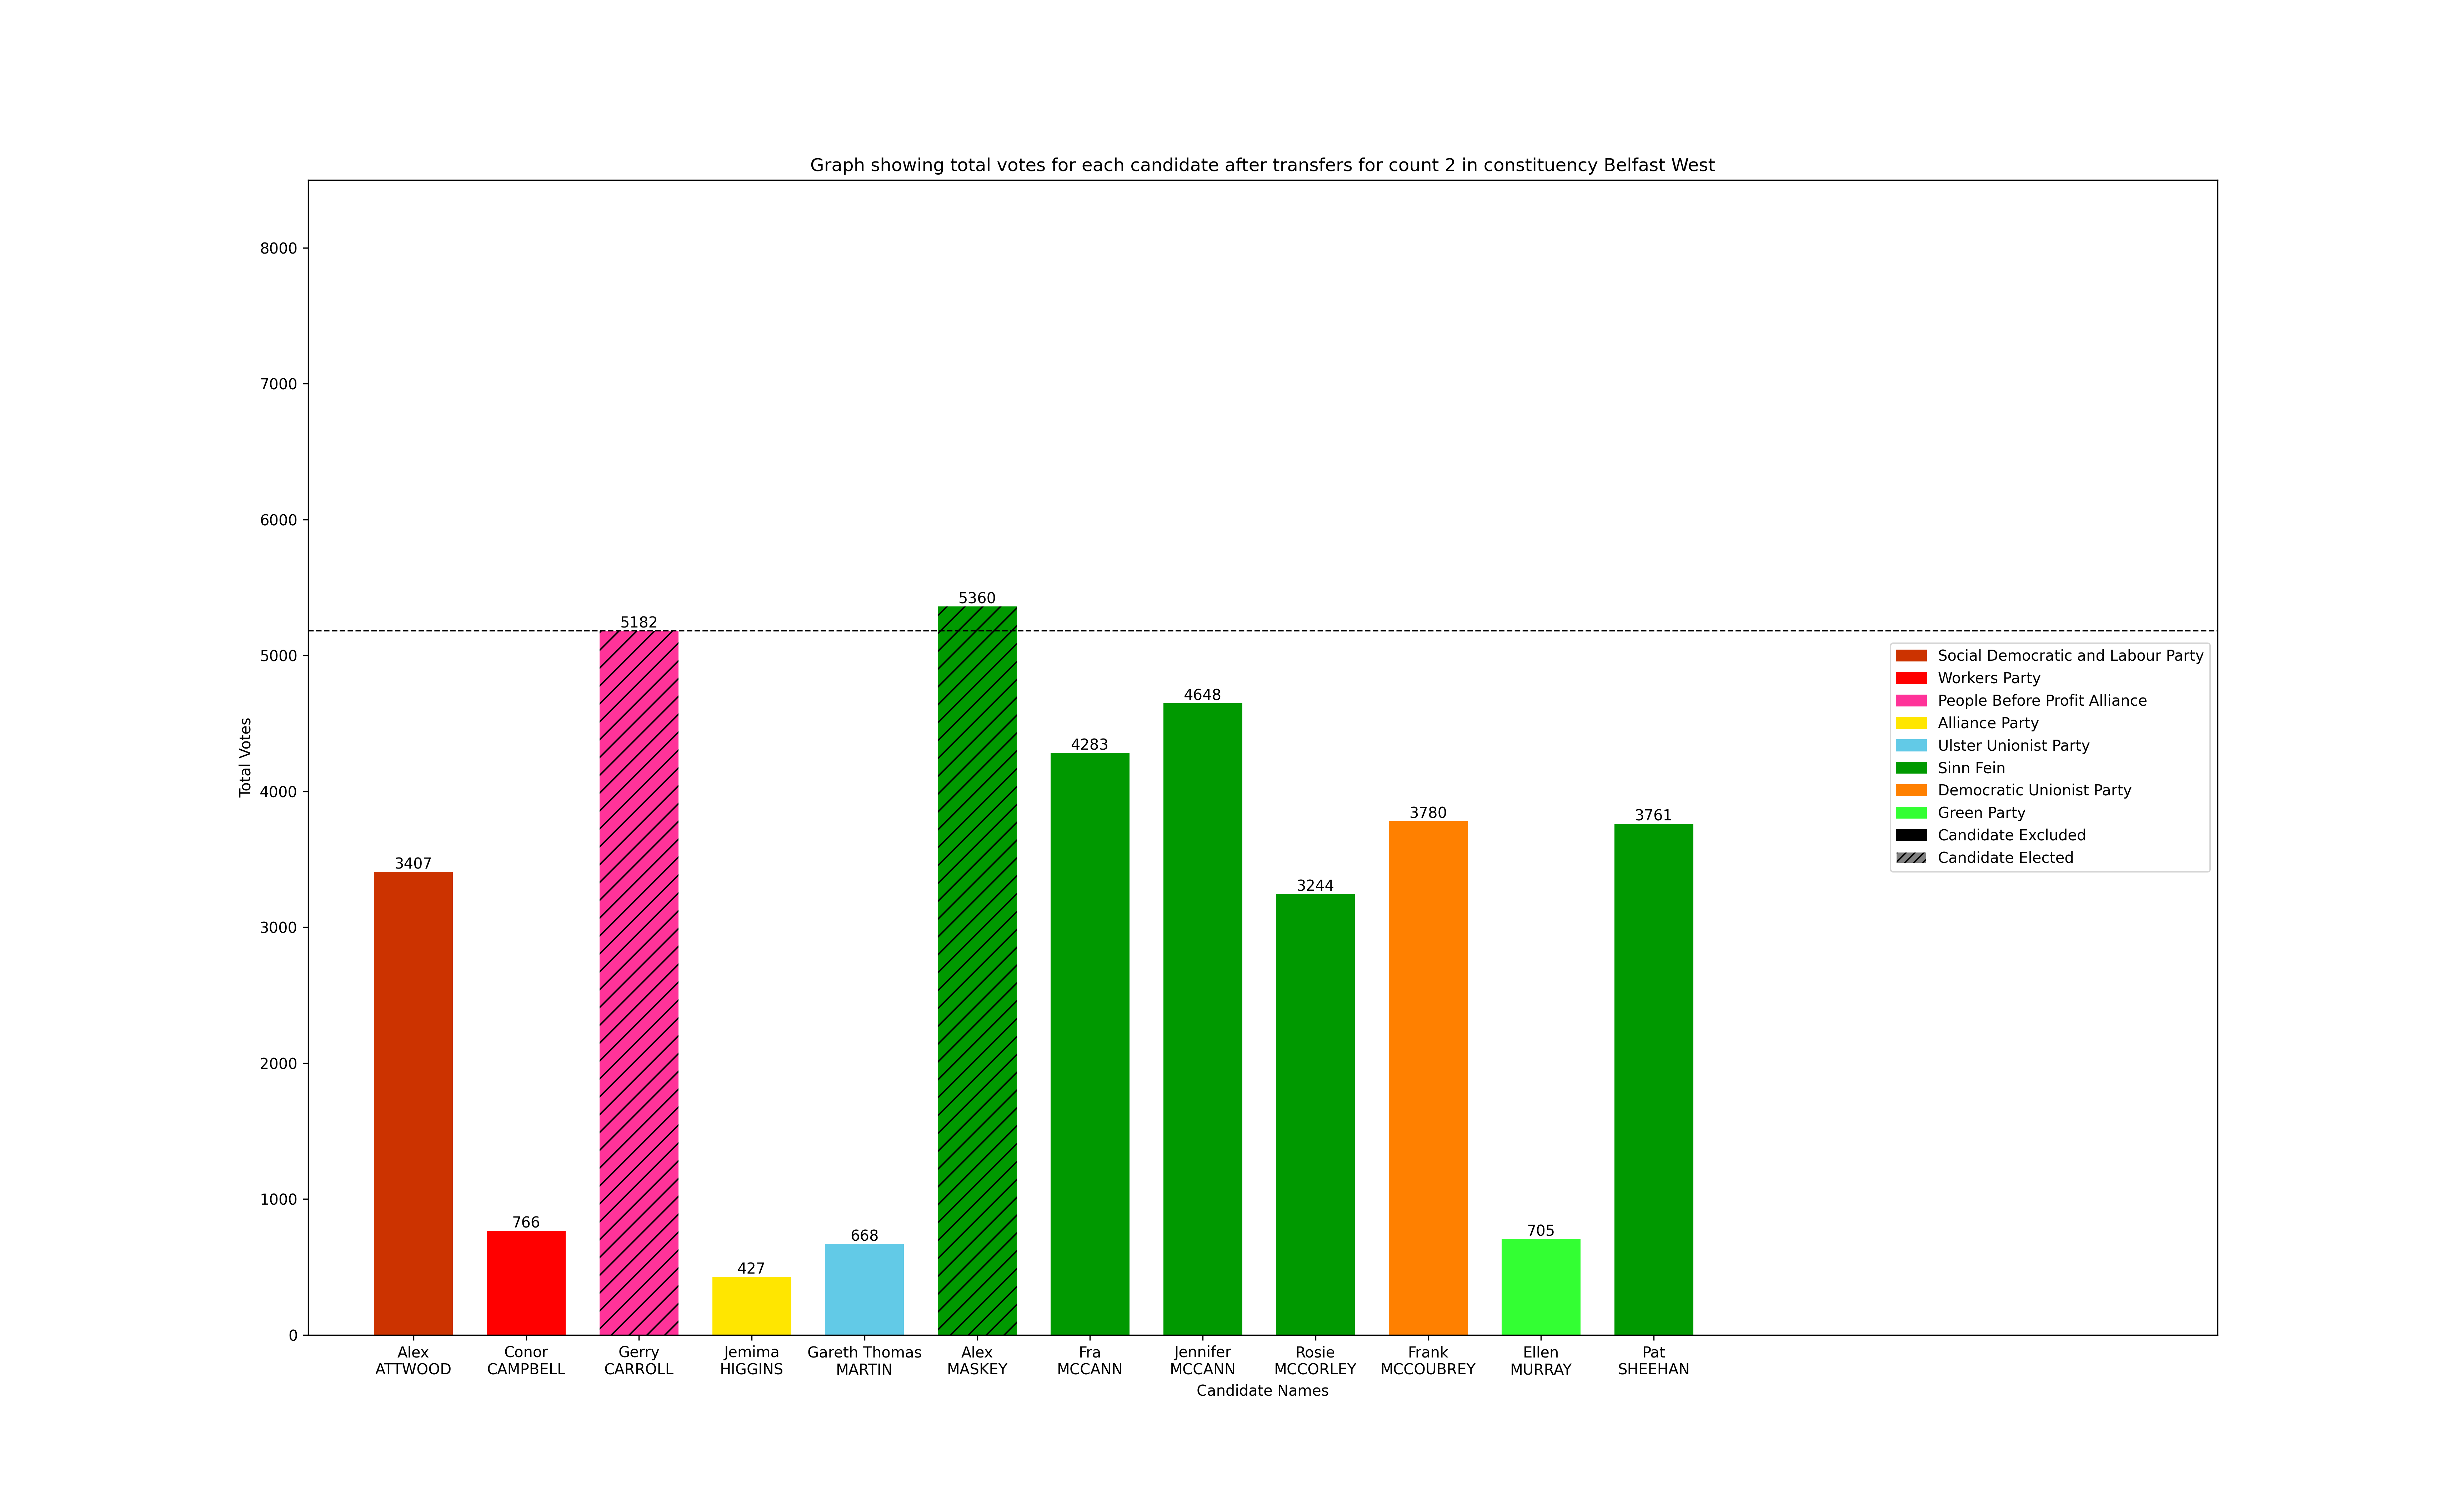 Graph showing total votes for each candidate after transfers for count 2 in constituency Belfast West
Total Votes
8000
7000
6000
5000
4000
3000
2000
1000
0
3407
766
5182
427
668
5360
4283
4648
3244
3780
705
3761
Alex
ATTWOOD
Conor
CAMPBELL
Gerry
CARROLL
Jemima
HIGGINS
Gareth Thomas
MARTIN
Alex
MASKEY
Fra
MCCANN
Jennifer
MCCANN
Rosie
MCCORLEY
Frank
MCCOUBREY
Ellen
MURRAY
Pat
SHEEHAN
Candidate Names
Social Democratic and Labour Party
Workers Party
People Before Profit Alliance
Alliance Party
Ulster Unionist Party
Sinn Fein
Democratic Unionist Party
Green Party
Candidate Excluded
Candidate Elected